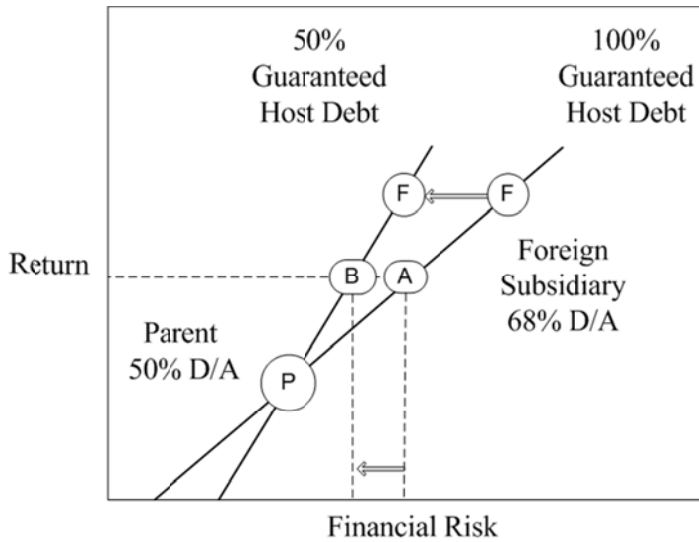 50%
Guaranteed
Host Debt
100%
Guaranteed
Host Debt
F
F
Return
B
A
Foreign
Subsidiary
68% D/A
Parent
50% D/A
P
Financial Risk